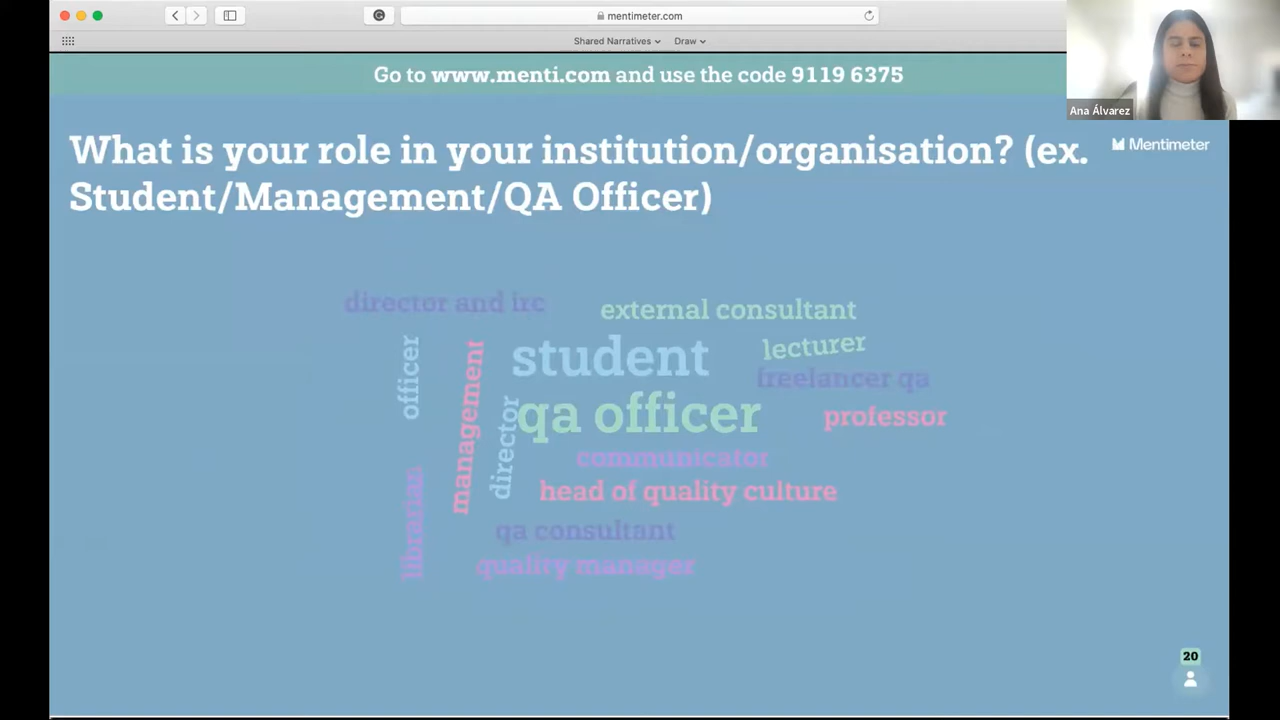 mentimeter.com
Shared Narratives Draw
Go to www.menti.com and use the code 9119 6375
Ana Álvarez
What is your role in your institution/organisation? (ex.
Student/Management/QA Officer)
Mentimeter
director and irc
external consultant
officer
management
student
lecturer
freelancer qa
director
qa officer
professor
communicator
librarian
head of quality culture
qa consultant
quality manager
20